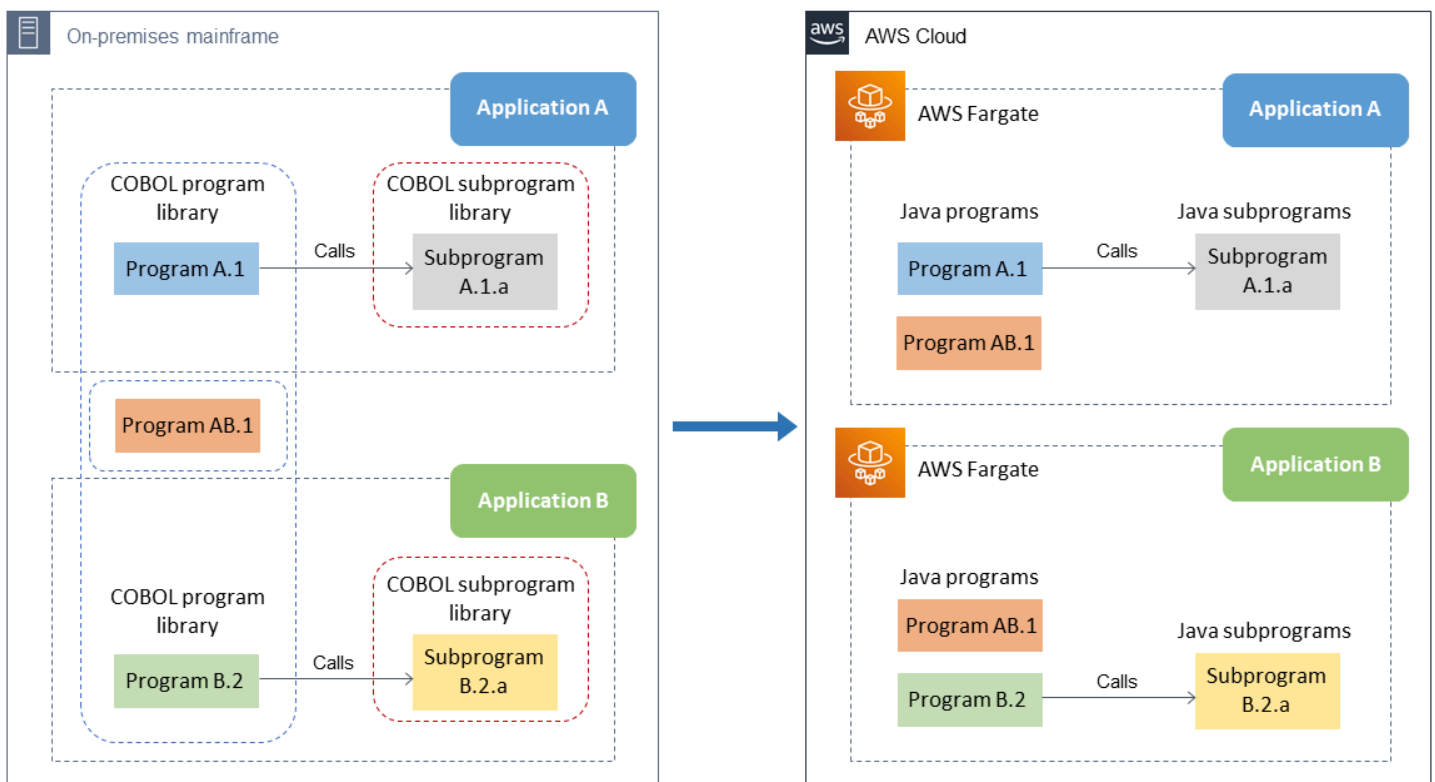 On-premises mainframe
Application A
COBOL program
library
COBOL subprogram
library
Program A.1
Calls
Subprogram
A.1.a
Program AB.1
Application B
COBOL program
library
COBOL subprogram
library
Program B.2
Calls
Subprogram
B.2.a
aws
AWS Cloud
AWS Fargate
Application A
Java programs
Java subprograms
Program A.1
Calls
Subprogram
A.1.a
Program AB.1
AWS Fargate
Application B
Java programs
Program AB.1
Java subprograms
Program B.2
Calls
Subprogram
B.2.a